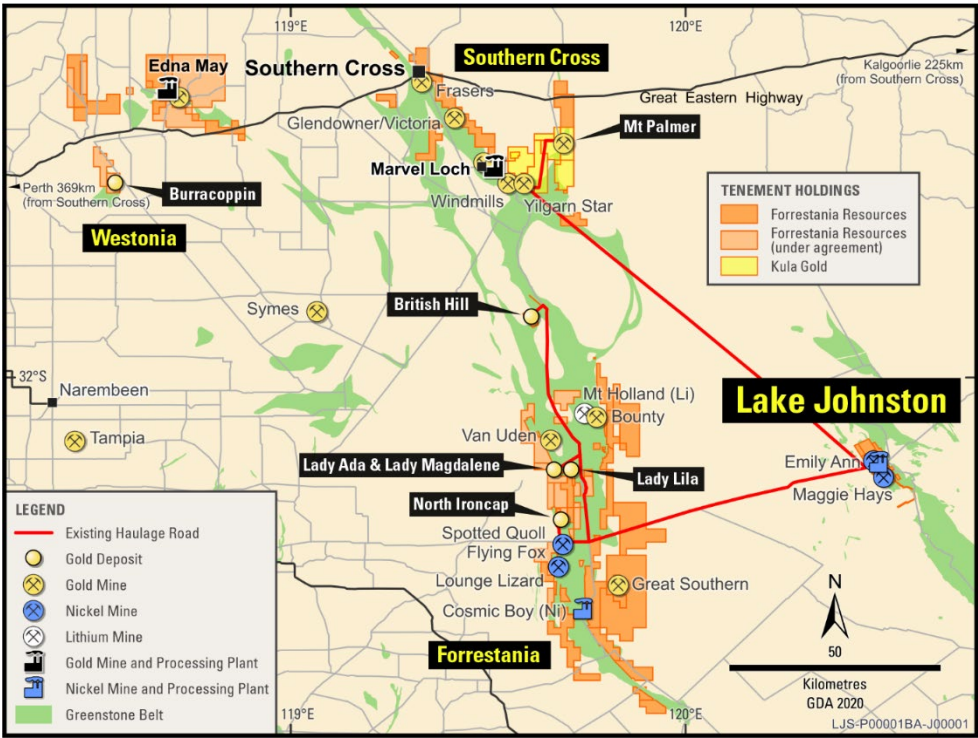 119°E
120°E
Edna May
Southern Cross
Southern Cross
Kalgoorlie 225km
(from Southern Cross)
Frasers
Great Eastern Highway
Glendowner/Victoria
Mt Palmer
Marvel Loch
Perth 369km
(from Southern Cross)
Burracoppin
Windmills
Yilgarn Star
Westonia
TENEMENT HOLDINGS
Forrestania Resources
Forrestania Resources
(under agreement)
Kula Gold
British Hill
Symes
32°S
Narembeen
Mt Holland (Li)
Bounty
Lake Johnston
Tampia
Van Uden
Lady Ada & Lady Magdalene
Lady Lila
Emily Ann
Maggie Hays
North Ironcap
Spotted Quoll
Flying Fox
Lounge Lizard
Great Southern
Cosmic Boy (Ni)
Forrestania
LEGEND
Existing Haulage Road
Gold Deposit
Gold Mine
Nickel Mine
Lithium Mine
Gold Mine and Processing Plant
Nickel Mine and Processing Plant
Greenstone Belt
N
50
Kilometres
GDA 2020
LJS-P00001BA-J00001
119°E
120°E